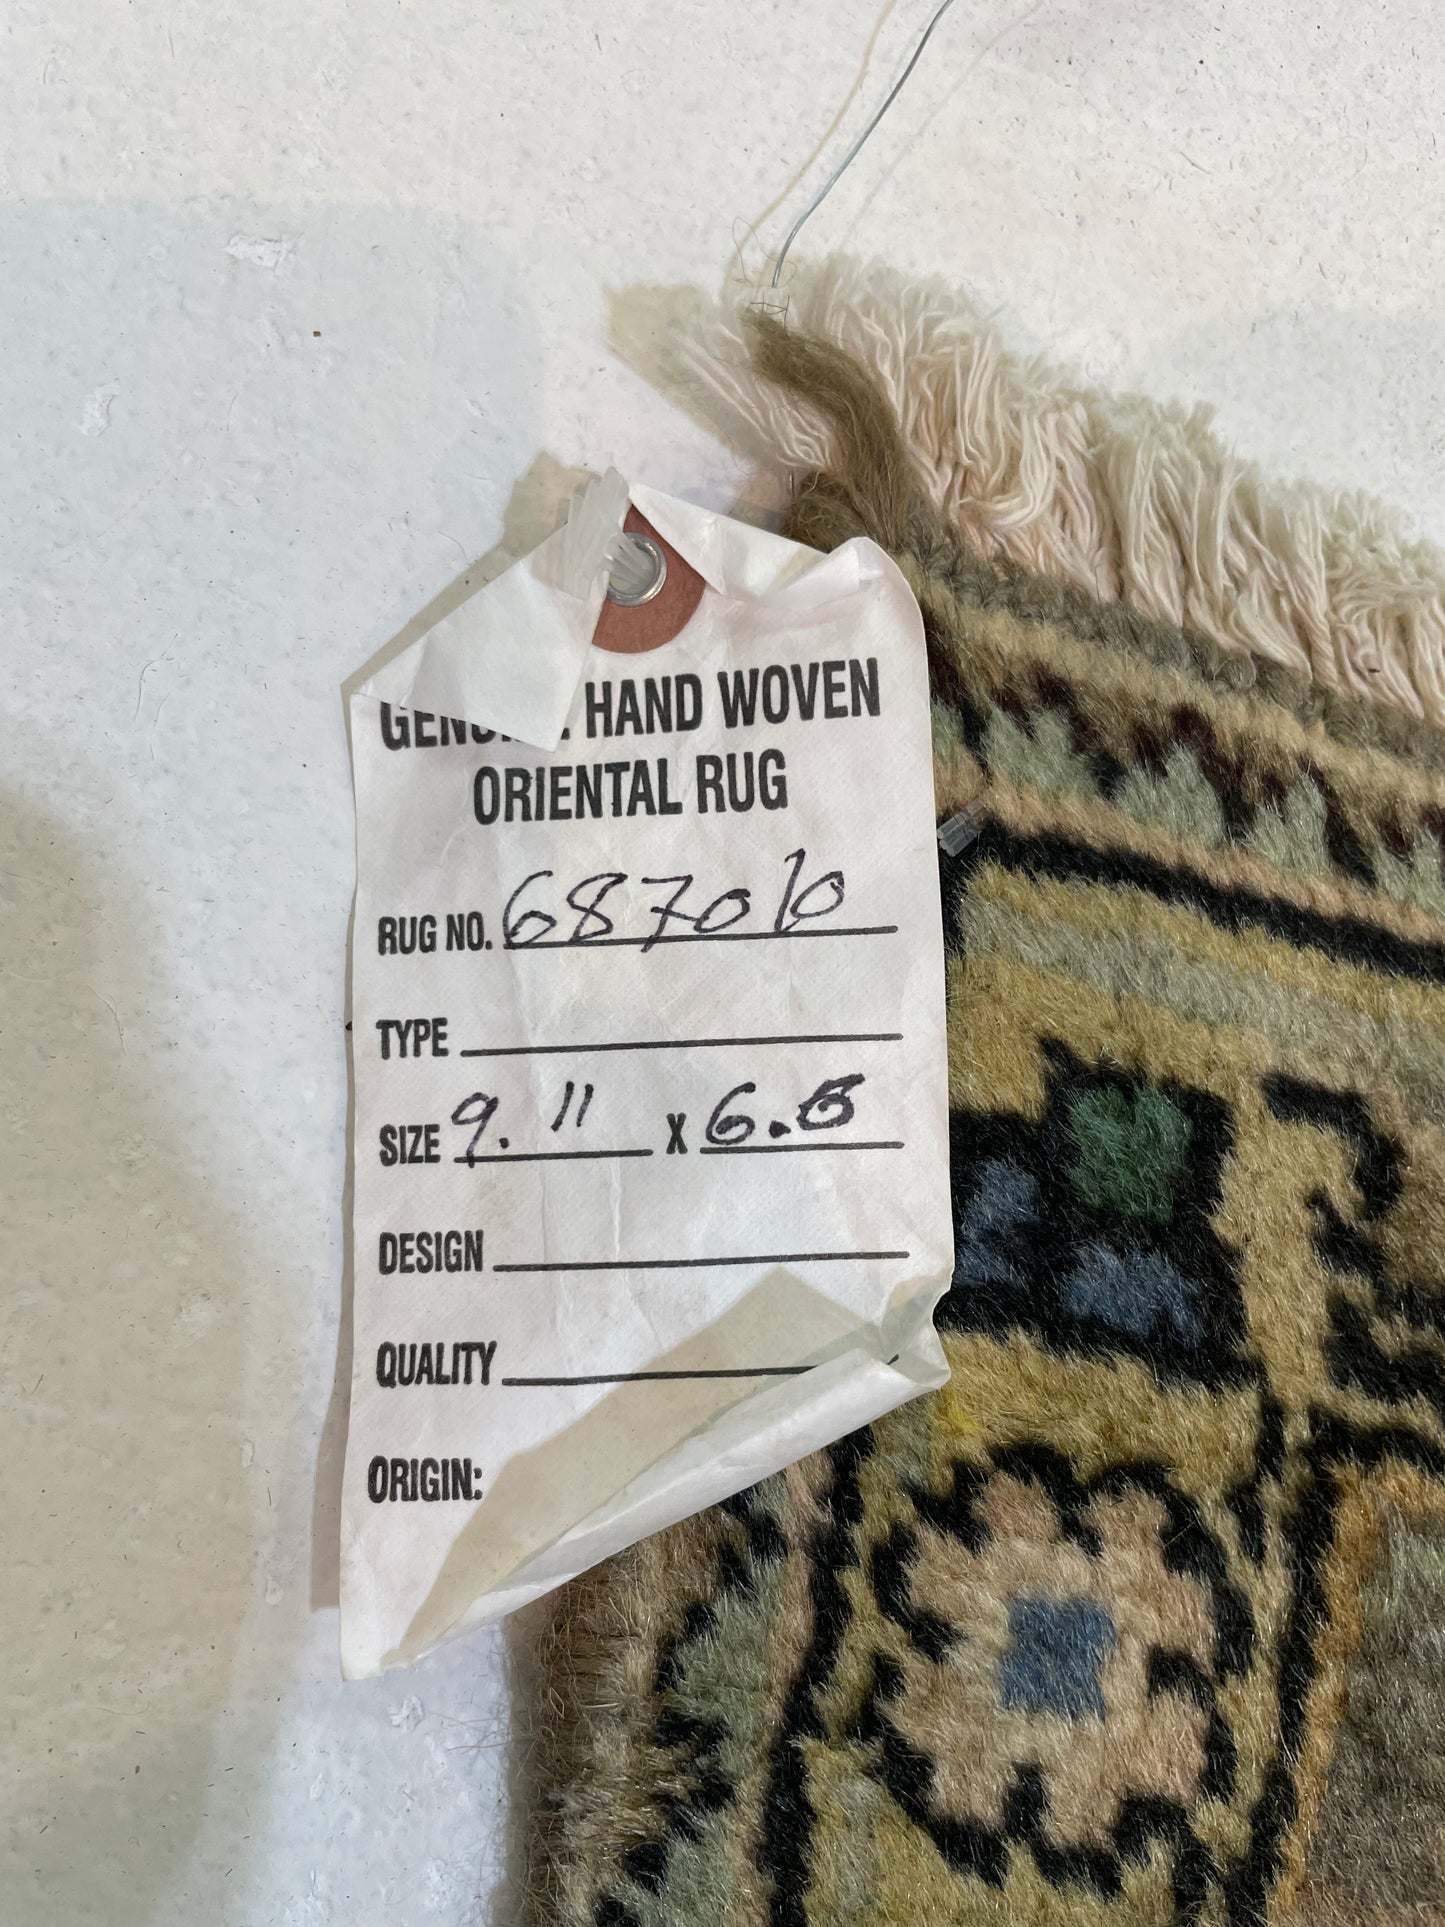 HAND WOVEN
ORIENTAL RUG
RUG NO. 687010
TYPE
SIZE 9.11 X 6.6
DESIGN
QUALITY
ORIGIN: